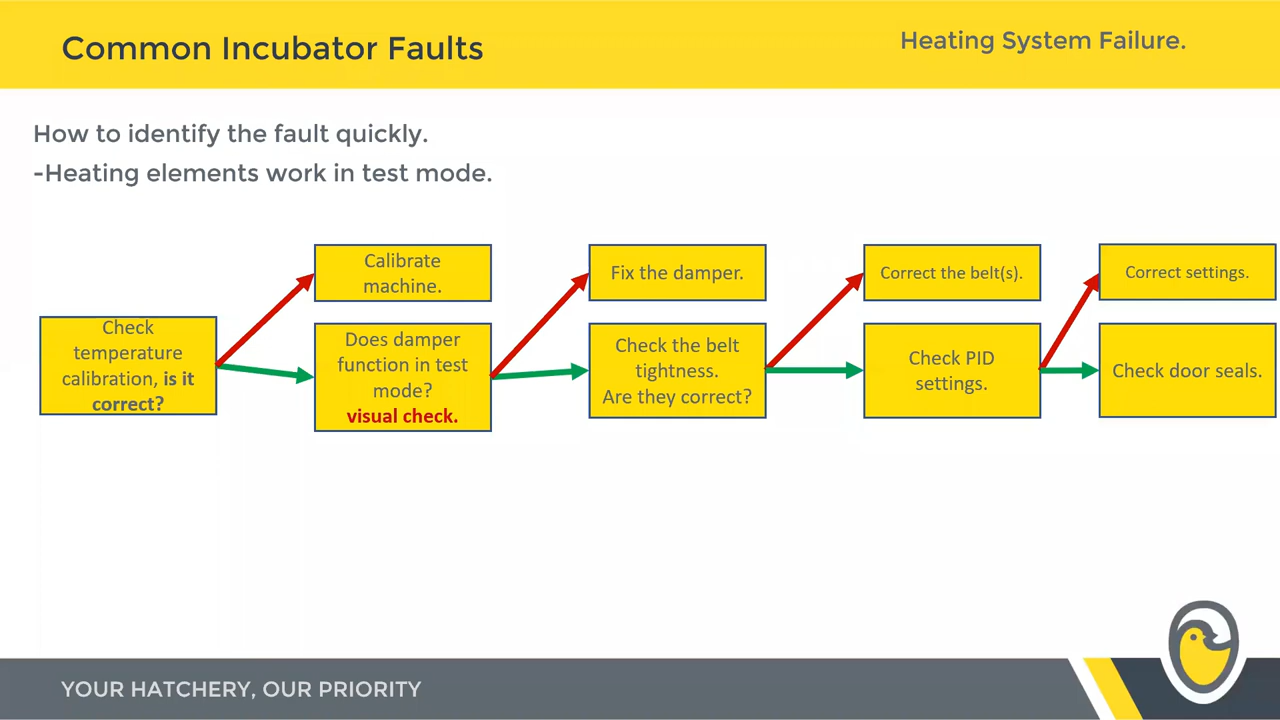 Common Incubator Faults
Heating System Failure.
How to identify the fault quickly.
-Heating elements work in test mode.
Check
temperature
calibration, is it
correct?
Calibrate
machine.
Does damper
function in test
mode?
visual check.
Fix the damper.
Check the belt
tightness.
Are they correct?
Correct the belt(s).
Check PID
settings.
Correct settings.
Check door seals.
YOUR HATCHERY, OUR PRIORITY